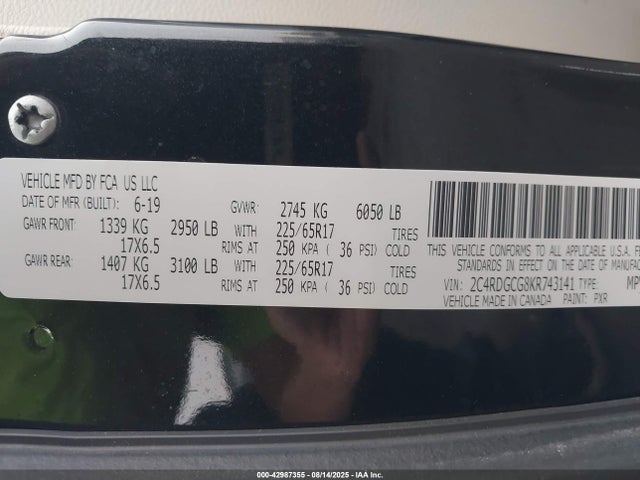 VEHICLE MFD BY FCA US LLC
DATE OF MFR (BUILT): 6-19 GVWR: 2745 KG 6050 LB
GAWR FRONT: 1339 KG 2950 LB WITH 225/65R17 TIRES
17X6.5 RIMS AT 250 KPA ( 36 PSI) COLD
GAWR REAR: 1407 KG 3100 LB WITH 225/65R17 TIRES
17X6.5 RIMS AT 250 KPA ( 36 PSI) COLD
THIS VEHICLE CONFORMS TO ALL APPLICABLE U.S.A. FE
STANDARDS IN EFFECT ON THE DATE OF MANUFAC
VIN: 2C4RDGCG8KR743141 TYPE: MPV
VEHICLE MADE IN CANADA PAINT: PXR
000-42987355 - 08/14/2025 - IAA Inc.